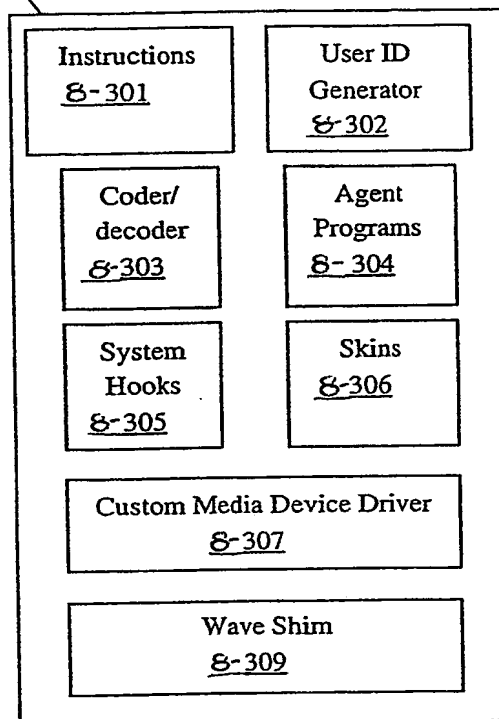 Instructions
8-301
User ID
Generator
8-302
Coder/
decoder
8-303
Agent
Programs
8-304
System
Hooks
8-305
Skins
8-306
Custom Media Device Driver
8-307
Wave Shim
8-309